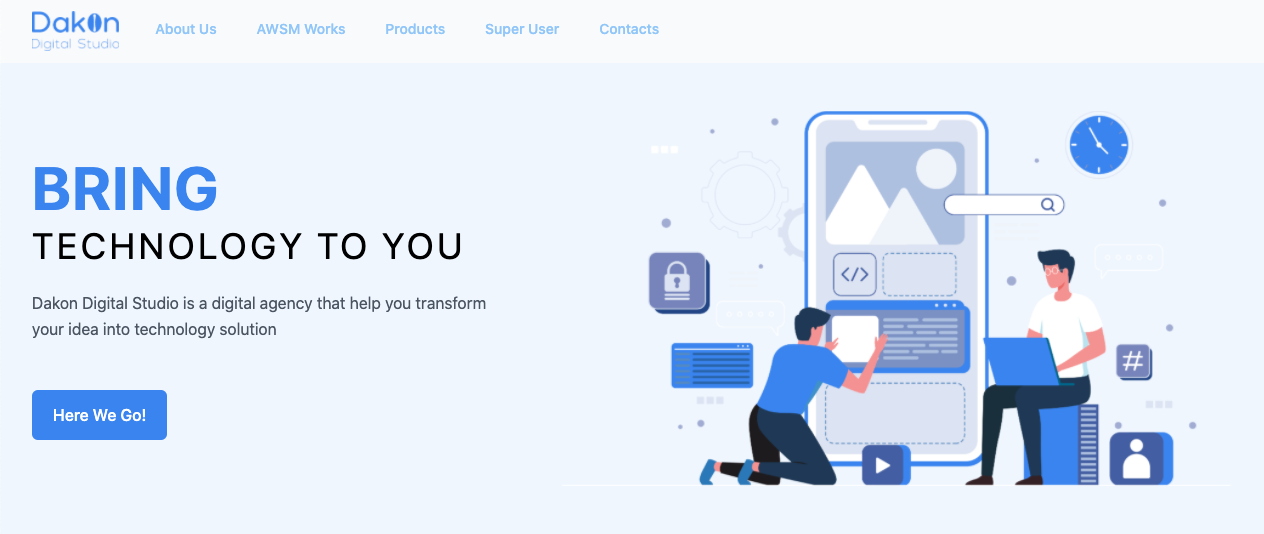 Dakon
Digital Studio
About Us
AWSM Works
Products
Super User
Contacts
BRING
TECHNOLOGY TO YOU
Dakon Digital Studio is a digital agency that help you transform
your idea into technology solution
Here We Go!
</>
#